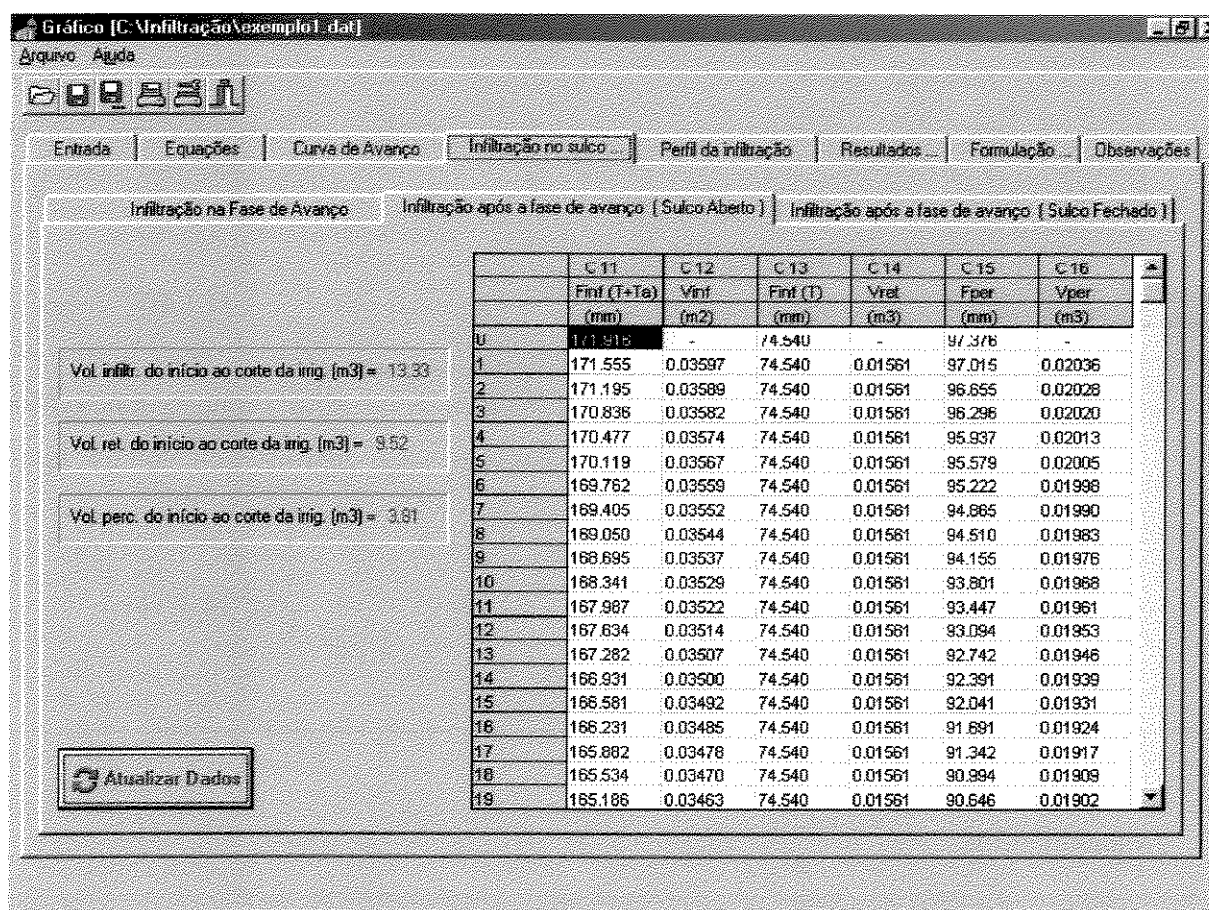 Gráfico [C:\Infiltração\exemplo1.dat]
Arquivo Ajuda
Entrada Equações Curva de Avanço Infiltração no sulco ... Perfil da infiltração Resultados ... Formulação ... Observações
Infiltração na Fase de Avanço Infiltração após a fase de avanço ( Sulco Aberto ) Infiltração após a fase de avanço ( Sulco Fechado )
C 11 C 12 C 13 C 14 C 15 C 16
Finf (T+Ta) Vinf Finf (T) Vret Fper Vper
(mm) (m2) (mm) (m3) (mm) (m3)
0 171.916 - 74.540 - 97.376 -
1 171.555 0.03597 74.540 0.01561 97.015 0.02036
2 171.195 0.03589 74.540 0.01561 96.655 0.02028
3 170.836 0.03582 74.540 0.01561 96.296 0.02020
4 170.477 0.03574 74.540 0.01561 95.937 0.02013
5 170.119 0.03567 74.540 0.01561 95.579 0.02005
6 169.762 0.03559 74.540 0.01561 95.222 0.01998
7 169.405 0.03552 74.540 0.01561 94.865 0.01990
8 169.050 0.03544 74.540 0.01561 94.510 0.01983
9 168.695 0.03537 74.540 0.01561 94.155 0.01976
10 168.341 0.03529 74.540 0.01561 93.801 0.01968
11 167.987 0.03522 74.540 0.01561 93.447 0.01961
12 167.634 0.03514 74.540 0.01561 93.094 0.01953
13 167.282 0.03507 74.540 0.01561 92.742 0.01946
14 166.931 0.03500 74.540 0.01561 92.391 0.01939
15 166.581 0.03492 74.540 0.01561 92.041 0.01931
16 166.231 0.03485 74.540 0.01561 91.691 0.01924
17 165.882 0.03478 74.540 0.01561 91.342 0.01917
18 165.534 0.03470 74.540 0.01561 90.994 0.01909
19 165.186 0.03463 74.540 0.01561 90.646 0.01902
Vol. infiltr. do início ao corte da irrig. (m3) = 13.33
Vol. ret. do início ao corte da irrig. (m3) = 9.52
Vol. perc. do início ao corte da irrig. (m3) = 3.81
Atualizar Dados